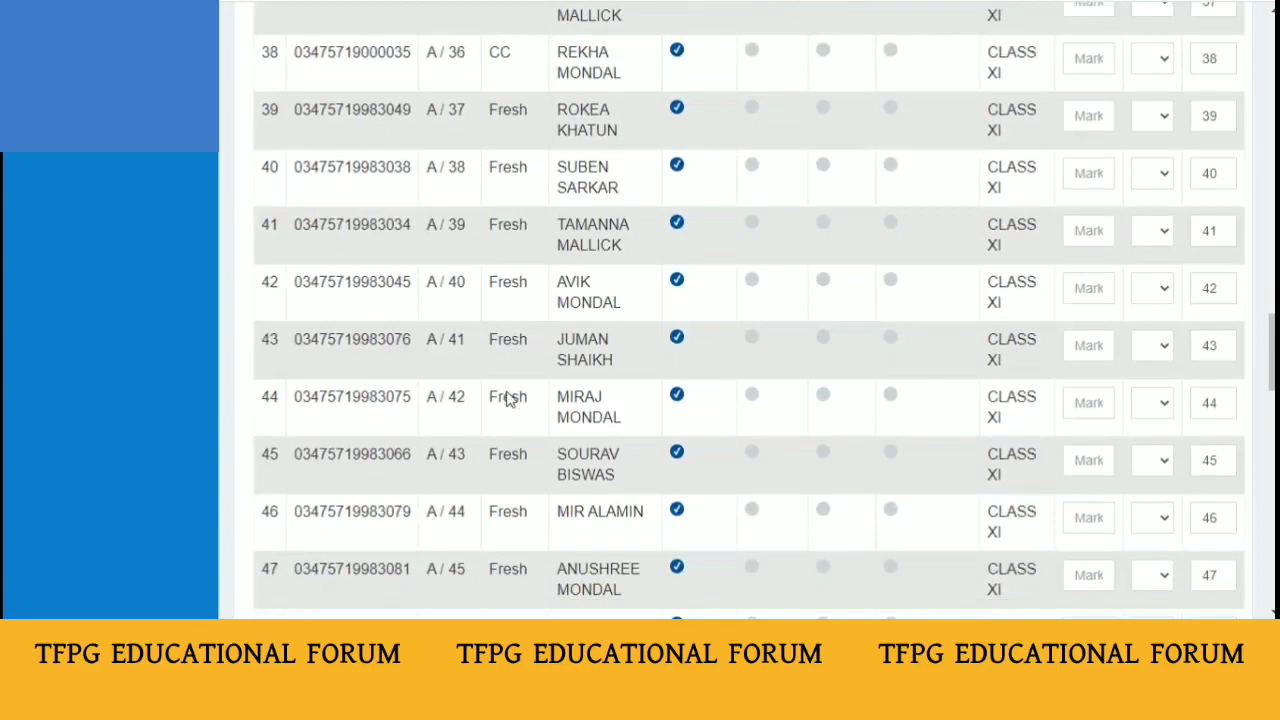 MALLICK XI 37
38 03475719000035 A / 36 CC REKHA CLASS Mark 38
MONDAL XI
39 03475719983049 A / 37 Fresh ROKEA CLASS Mark 39
KHATUN XI
40 03475719983038 A / 38 Fresh SUBEN CLASS Mark 40
SARKAR XI
41 03475719983034 A / 39 Fresh TAMANNA CLASS Mark 41
MALLICK XI
42 03475719983045 A / 40 Fresh AVIK CLASS Mark 42
MONDAL XI
43 03475719983076 A / 41 Fresh JUMAN CLASS Mark 43
SHAIKH XI
44 03475719983075 A / 42 Fresh MIRAJ CLASS Mark 44
MONDAL XI
45 03475719983066 A / 43 Fresh SOURAV CLASS Mark 45
BISWAS XI
46 03475719983079 A / 44 Fresh MIR ALAMIN CLASS Mark 46
XI
47 03475719983081 A / 45 Fresh ANUSHREE CLASS Mark 47
MONDAL XI
TFPG EDUCATIONAL FORUM TFPG EDUCATIONAL FORUM TFPG EDUCATIONAL FORUM